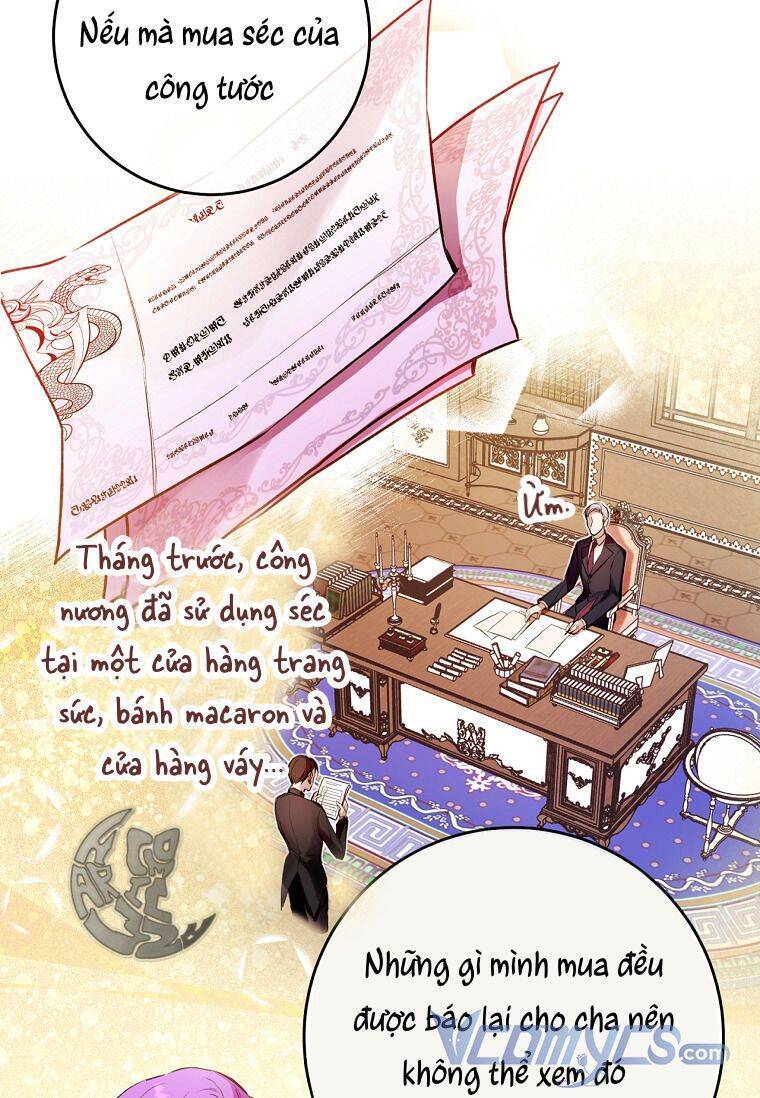 Nếu mà mua séc của
công tước
Ừm.
Tháng trước, công
nương đã sử dụng séc
tại một cửa hàng trang
sức, bánh macaron và
cửa hàng váy...
Những gì mình mua đều
được báo lại cho cha nên
không thể xem đó
VComycs.com